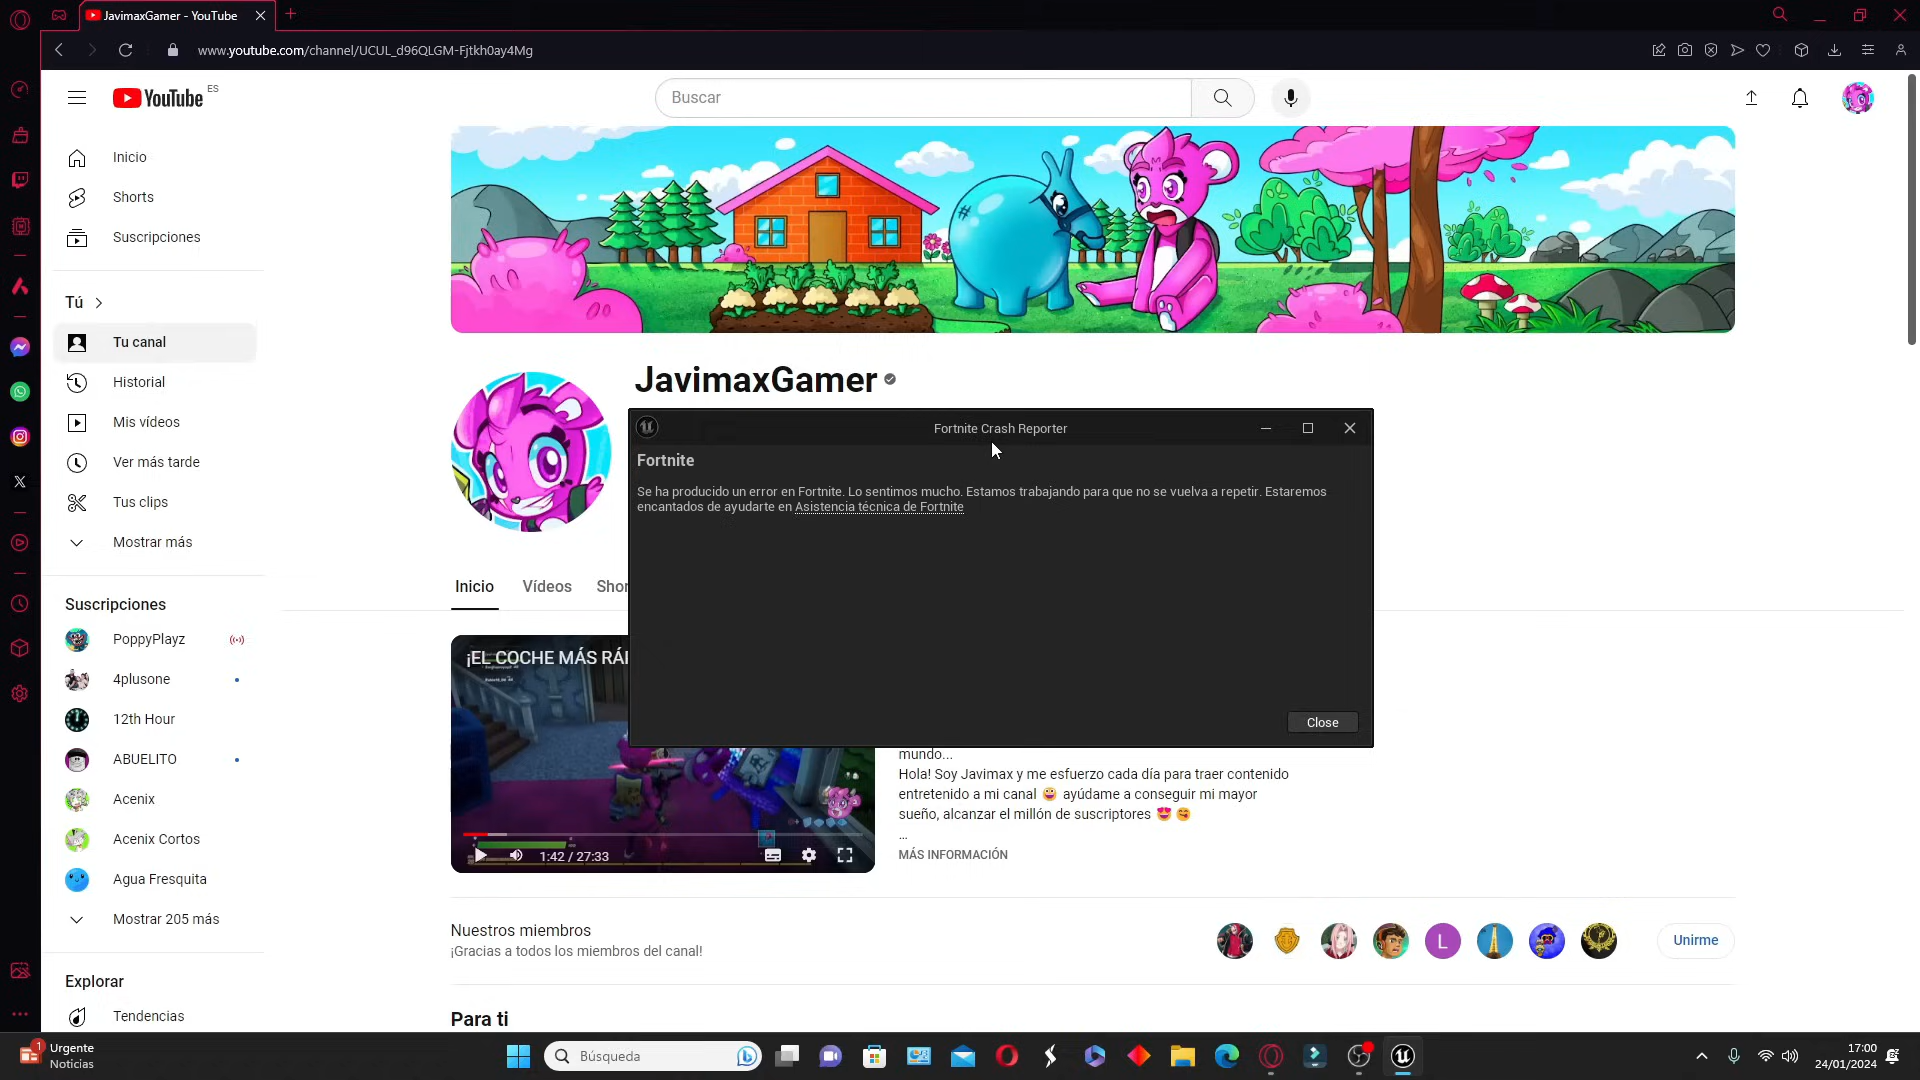 JavimaxGamer - YouTube
www.youtube.com/channel/UCUL_d96QLGM-Fjtkh0ay4Mg
YouTube ES
Buscar
Inicio
Shorts
Suscripciones
Tú
Tu canal
Historial
Mis vídeos
Ver más tarde
Tus clips
Mostrar más
Suscripciones
PoppyPlayz
4plusone
12th Hour
ABUELITO
Acenix
Acenix Cortos
Agua Fresquita
Mostrar 205 más
Explorar
Tendencias
JavimaxGamer
Fortnite Crash Reporter
Fortnite
Se ha producido un error en Fortnite. Lo sentimos mucho. Estamos trabajando para que no se vuelva a repetir. Estaremos
encantados de ayudarte en Asistencia técnica de Fortnite
Close
Inicio
Vídeos
Shor
¡EL COCHE MÁS RÁ
1:42 / 27:33
mundo...
Hola! Soy Javimax y me esfuerzo cada día para traer contenido
entretenido a mi canal 😀 ayúdame a conseguir mi mayor
sueño, alcanzar el millón de suscriptores 😍 😋
...
MÁS INFORMACIÓN
Nuestros miembros
¡Gracias a todos los miembros del canal!
L
Unirme
Para ti
1
Urgente
Noticias
Búsqueda
17:00
24/01/2024